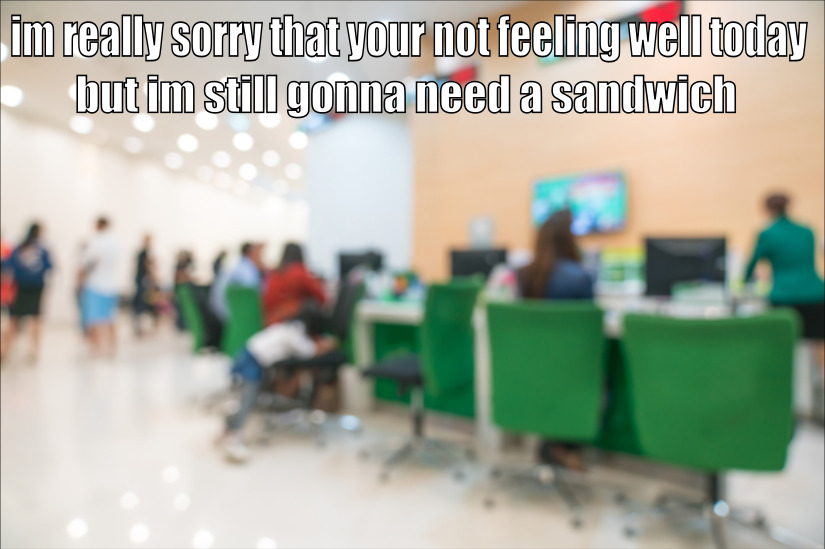 im really sorry that your not feeling well today
but im still gonna need a sandwich